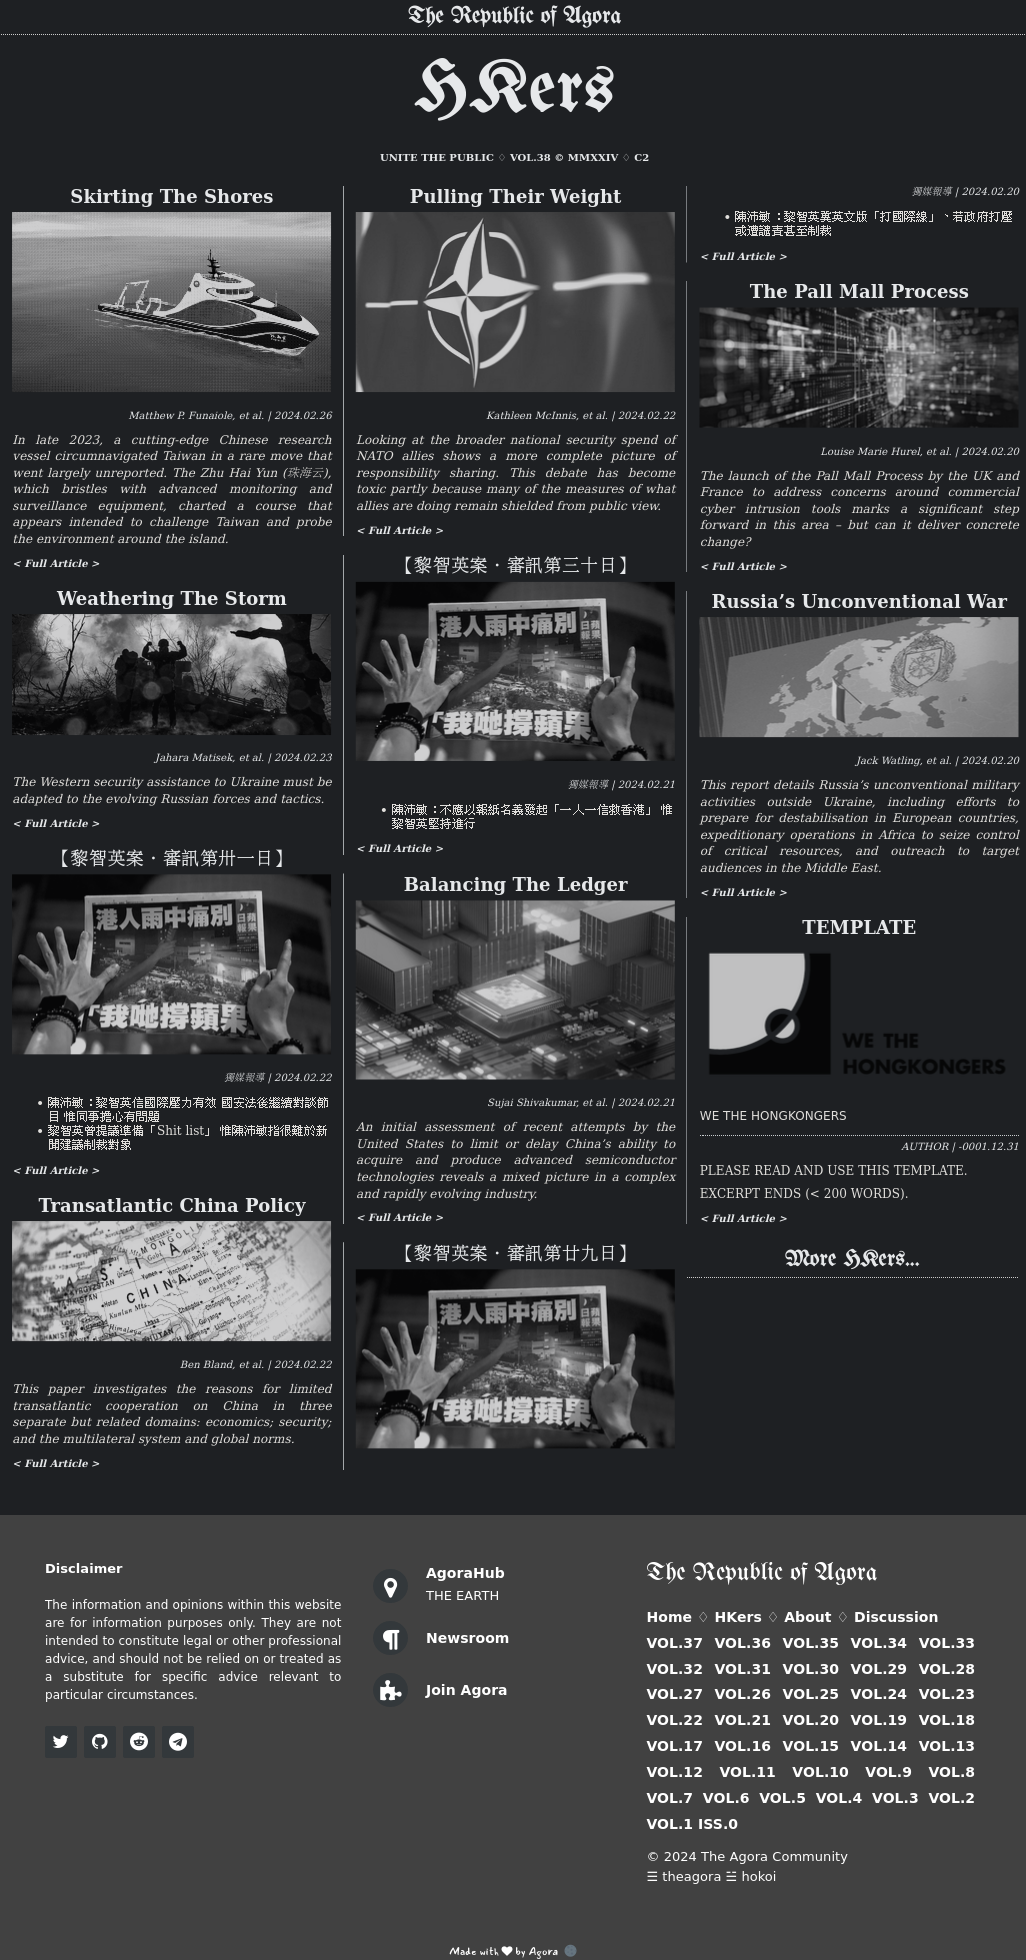 The Republic of Agora
HKers
UNITE THE PUBLIC ♢ VOL.38 © MMXXIV ♢ C2
Skirting The Shores
Matthew P. Funaiole, et al. | 2024.02.26
In late 2023, a cutting-edge Chinese research
vessel circumnavigated Taiwan in a rare move that
went largely unreported. The Zhu Hai Yun (珠海云),
which bristles with advanced monitoring and
surveillance equipment, charted a course that
appears intended to challenge Taiwan and probe
the environment around the island.
< Full Article >
Weathering The Storm
Jahara Matisek, et al. | 2024.02.23
The Western security assistance to Ukraine must be
adapted to the evolving Russian forces and tactics.
< Full Article >
【黎智英案・審訊第卅一日】
港人雨中痛別
蘋果日報
「我哋撐蘋果
獨媒報導 | 2024.02.22
• 陳沛敏：黎智英信國際壓力有效 國安法後繼續對談節
目 惟同事擔心有問題
• 黎智英曾提議準備「Shit list」 惟陳沛敏指很難於新
聞建議制裁對象
< Full Article >
Transatlantic China Policy
MONGOLIA
ASIA
CHINA
Kunlun Mts.
Himalaya
Ben Bland, et al. | 2024.02.22
This paper investigates the reasons for limited
transatlantic cooperation on China in three
separate but related domains: economics; security;
and the multilateral system and global norms.
< Full Article >
Pulling Their Weight
Kathleen McInnis, et al. | 2024.02.22
Looking at the broader national security spend of
NATO allies shows a more complete picture of
responsibility sharing. This debate has become
toxic partly because many of the measures of what
allies are doing remain shielded from public view.
< Full Article >
【黎智英案・審訊第三十日】
港人雨中痛別
蘋果日報
「我哋撐蘋果
獨媒報導 | 2024.02.21
• 陳沛敏：不應以報紙名義發起「一人一信救香港」 惟
黎智英堅持進行
< Full Article >
Balancing The Ledger
Sujai Shivakumar, et al. | 2024.02.21
An initial assessment of recent attempts by the
United States to limit or delay China’s ability to
acquire and produce advanced semiconductor
technologies reveals a mixed picture in a complex
and rapidly evolving industry.
< Full Article >
【黎智英案・審訊第廿九日】
港人雨中痛別
蘋果日報
「我哋撐蘋果
獨媒報導 | 2024.02.20
• 陳沛敏：黎智英冀英文版「打國際線」、若政府打壓
或遭譴責甚至制裁
< Full Article >
The Pall Mall Process
Louise Marie Hurel, et al. | 2024.02.20
The launch of the Pall Mall Process by the UK and
France to address concerns around commercial
cyber intrusion tools marks a significant step
forward in this area – but can it deliver concrete
change?
< Full Article >
Russia’s Unconventional War
Jack Watling, et al. | 2024.02.20
This report details Russia’s unconventional military
activities outside Ukraine, including efforts to
prepare for destabilisation in European countries,
expeditionary operations in Africa to seize control
of critical resources, and outreach to target
audiences in the Middle East.
< Full Article >
TEMPLATE
WE THE
HONGKONGERS
WE THE HONGKONGERS
AUTHOR | -0001.12.31
PLEASE READ AND USE THIS TEMPLATE.
EXCERPT ENDS (< 200 WORDS).
< Full Article >
More HKers...
Disclaimer
The information and opinions within this website
are for information purposes only. They are not
intended to constitute legal or other professional
advice, and should not be relied on or treated as
a substitute for specific advice relevant to
particular circumstances.
AgoraHub
THE EARTH
Newsroom
Join Agora
The Republic of Agora
Home ♢ HKers ♢ About ♢ Discussion
VOL.37 VOL.36 VOL.35 VOL.34 VOL.33
VOL.32 VOL.31 VOL.30 VOL.29 VOL.28
VOL.27 VOL.26 VOL.25 VOL.24 VOL.23
VOL.22 VOL.21 VOL.20 VOL.19 VOL.18
VOL.17 VOL.16 VOL.15 VOL.14 VOL.13
VOL.12 VOL.11 VOL.10 VOL.9 VOL.8
VOL.7 VOL.6 VOL.5 VOL.4 VOL.3 VOL.2
VOL.1 ISS.0
© 2024 The Agora Community
☰ theagora ☵ hokoi
Made with ♥ by Agora